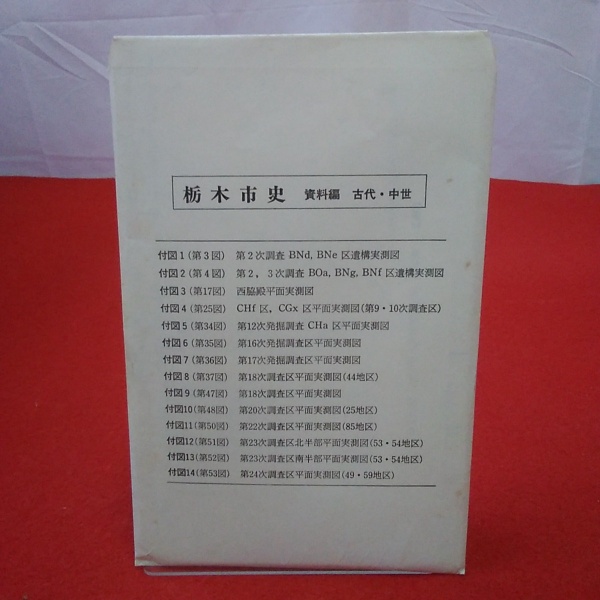 栃木市史 資料編 古代・中世
付図1(第3図) 第2次調査 BNd, BNe 区遺構実測図
付図2(第4図) 第2, 3次調査 BOa, BNg, BNf 区遺構実測図
付図3(第17図) 西脇殿平面実測図
付図4(第25図) CHf 区, CGx 区平面実測図(第9・10次調査区)
付図5(第34図) 第12次発掘調査 CHa 区平面実測図
付図6(第35図) 第16次発掘調査区平面実測図
付図7(第36図) 第17次発掘調査区平面実測図
付図8(第37図) 第18次調査区平面実測図(44地区)
付図9(第47図) 第18次調査区平面実測図
付図10(第48図) 第20次調査区平面実測図(25地区)
付図11(第50図) 第22次調査区平面実測図(85地区)
付図12(第51図) 第23次調査区北半部平面実測図(53・54地区)
付図13(第52図) 第23次調査区南半部平面実測図(53・54地区)
付図14(第53図) 第24次調査区平面実測図(49・59地区)